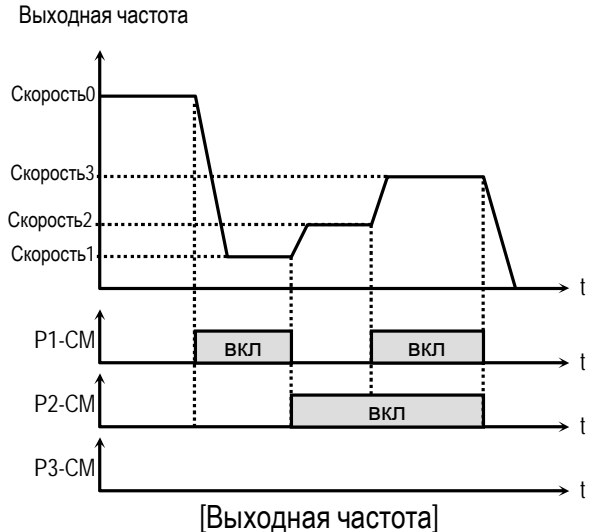 Выходная частота
Скорость0
Скорость3
Скорость2
Скорость1
t
P1-CM
вкл
вкл
t
P2-CM
вкл
t
P3-CM
t
[Выходная частота]